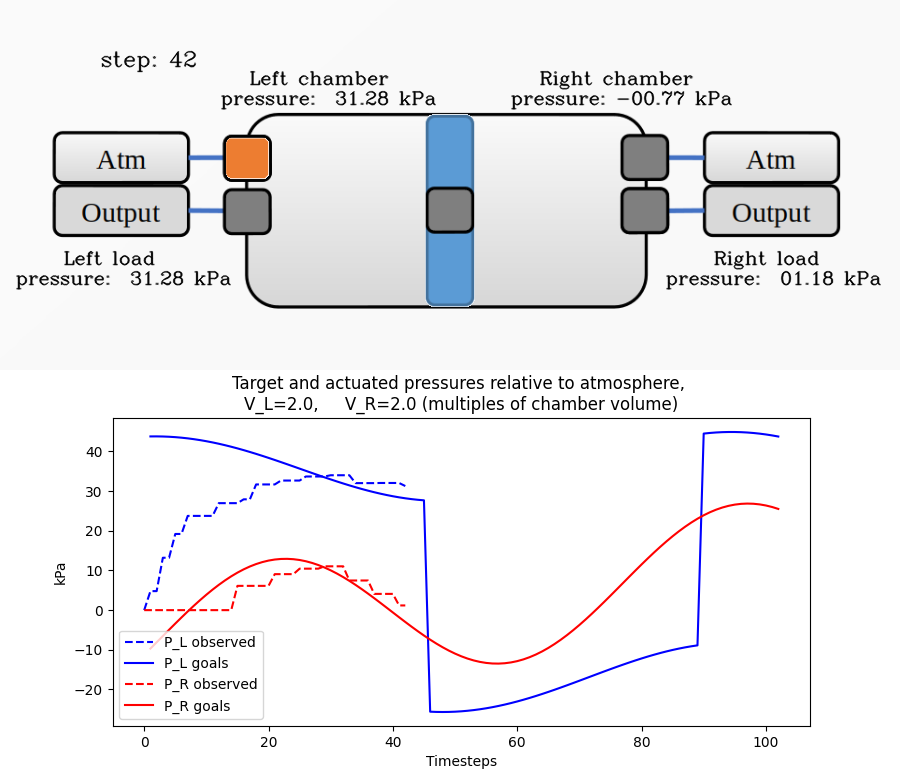 step: 42
Left chamber
pressure:  31.28 kPa
Right chamber
pressure: −00.77 kPa
Atm
Output
Atm
Output
Left load
pressure:  31.28 kPa
Right load
pressure:  01.18 kPa
Target and actuated pressures relative to atmosphere,
V_L=2.0,     V_R=2.0 (multiples of chamber volume)
kPa
40
30
20
10
0
−10
−20
P_L observed
P_L goals
P_R observed
P_R goals
0 20 40 60 80 100
Timesteps